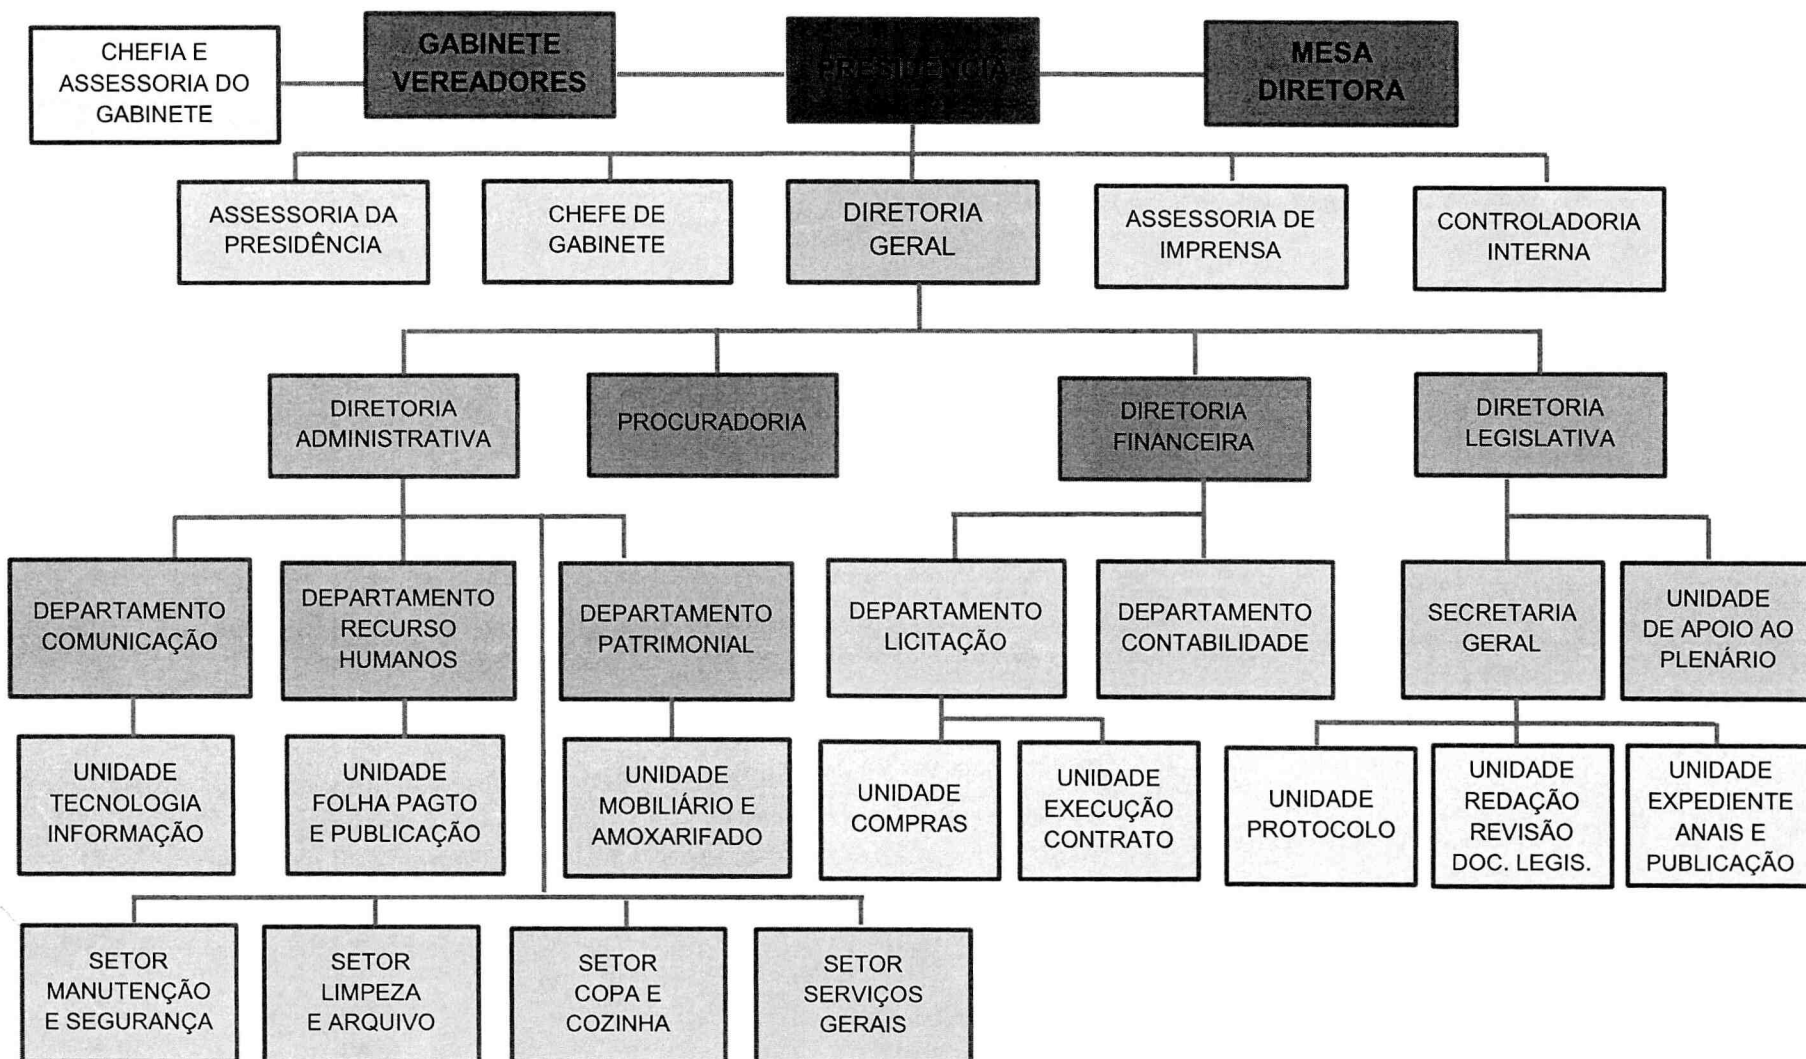 CHEFIA E
ASSESSORIA DO
GABINETE
GABINETE
VEREADORES
PRESIDÊNCIA
MESA
DIRETORA
ASSESSORIA DA
PRESIDÊNCIA
CHEFE DE
GABINETE
DIRETORIA
GERAL
ASSESSORIA DE
IMPRENSA
CONTROLADORIA
INTERNA
DIRETORIA
ADMINISTRATIVA
PROCURADORIA
DIRETORIA
FINANCEIRA
DIRETORIA
LEGISLATIVA
DEPARTAMENTO
COMUNICAÇÃO
DEPARTAMENTO
RECURSO
HUMANOS
DEPARTAMENTO
PATRIMONIAL
DEPARTAMENTO
LICITAÇÃO
DEPARTAMENTO
CONTABILIDADE
SECRETARIA
GERAL
UNIDADE
DE APOIO AO
PLENÁRIO
UNIDADE
TECNOLOGIA
INFORMAÇÃO
UNIDADE
FOLHA PAGTO
E PUBLICAÇÃO
UNIDADE
MOBILIÁRIO E
AMOXARIFADO
UNIDADE
COMPRAS
UNIDADE
EXECUÇÃO
CONTRATO
UNIDADE
PROTOCOLO
UNIDADE
REDAÇÃO
REVISÃO
DOC. LEGIS.
UNIDADE
EXPEDIENTE
ANAIS E
PUBLICAÇÃO
SETOR
MANUTENÇÃO
E SEGURANÇA
SETOR
LIMPEZA
E ARQUIVO
SETOR
COPA E
COZINHA
SETOR
SERVIÇOS
GERAIS